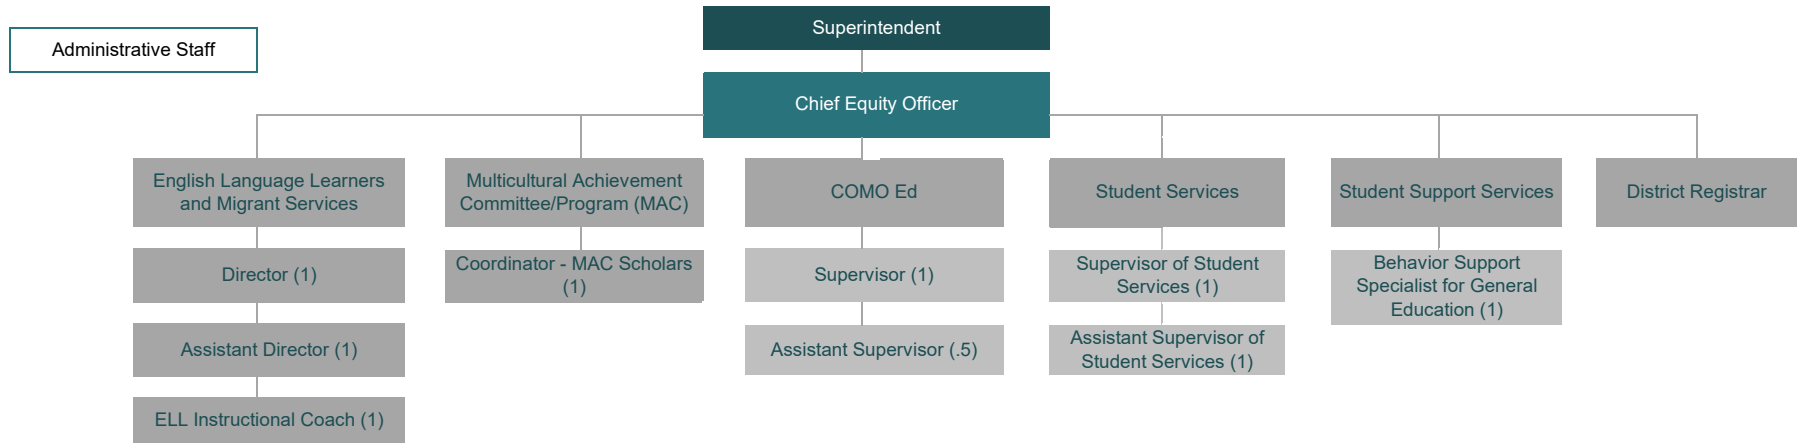 Superintendent
Administrative Staff
Chief Equity Officer
English Language Learners
and Migrant Services
Multicultural Achievement
Committee/Program (MAC)
COMO Ed
Student Services
Student Support Services
District Registrar
Director (1)
Coordinator - MAC Scholars
(1)
Supervisor (1)
Supervisor of Student
Services (1)
Behavior Support
Specialist for General
Education (1)
Assistant Director (1)
Assistant Supervisor (.5)
Assistant Supervisor of
Student Services (1)
ELL Instructional Coach (1)